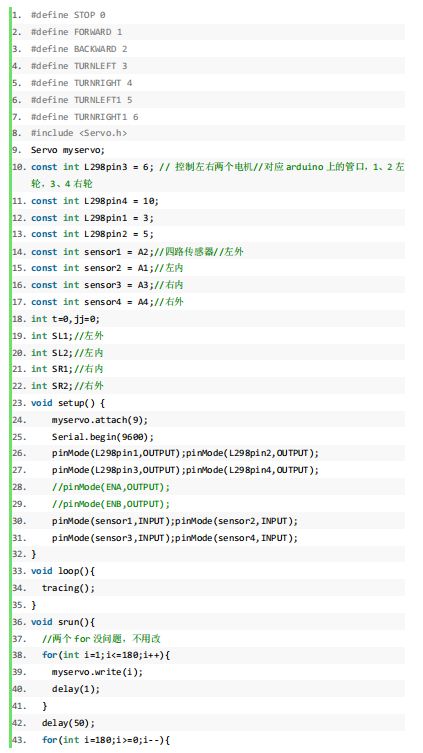 1. #define STOP 0
2. #define FORWARD 1
3. #define BACKWARD 2
4. #define TURNLEFT 3
5. #define TURNRIGHT 4
6. #define TURNLEFT1 5
7. #define TURNRIGHT1 6
8. #include <Servo.h>
9. Servo myservo;
10. const int L298pin3 = 6; // 控制左右两个电机//对应 arduino 上的管口，1、2 左
轮，3、4 右轮
11. const int L298pin4 = 10;
12. const int L298pin1 = 3;
13. const int L298pin2 = 5;
14. const int sensor1 = A2;//四路传感器//左外
15. const int sensor2 = A1;//左内
16. const int sensor3 = A3;//右内
17. const int sensor4 = A4;//右外
18. int t=0,jj=0;
19. int SL1;//左外
20. int SL2;//左内
21. int SR1;//右内
22. int SR2;//右外
23. void setup() {
24. myservo.attach(9);
25. Serial.begin(9600);
26. pinMode(L298pin1,OUTPUT);pinMode(L298pin2,OUTPUT);
27. pinMode(L298pin3,OUTPUT);pinMode(L298pin4,OUTPUT);
28. //pinMode(ENA,OUTPUT);
29. //pinMode(ENB,OUTPUT);
30. pinMode(sensor1,INPUT);pinMode(sensor2,INPUT);
31. pinMode(sensor3,INPUT);pinMode(sensor4,INPUT);
32. }
33. void loop(){
34. tracing();
35. }
36. void srun(){
37. //两个 for 没问题，不用改
38. for(int i=1;i<=180;i++){
39. myservo.write(i);
40. delay(1);
41. }
42. delay(50);
43. for(int i=180;i>=0;i--){